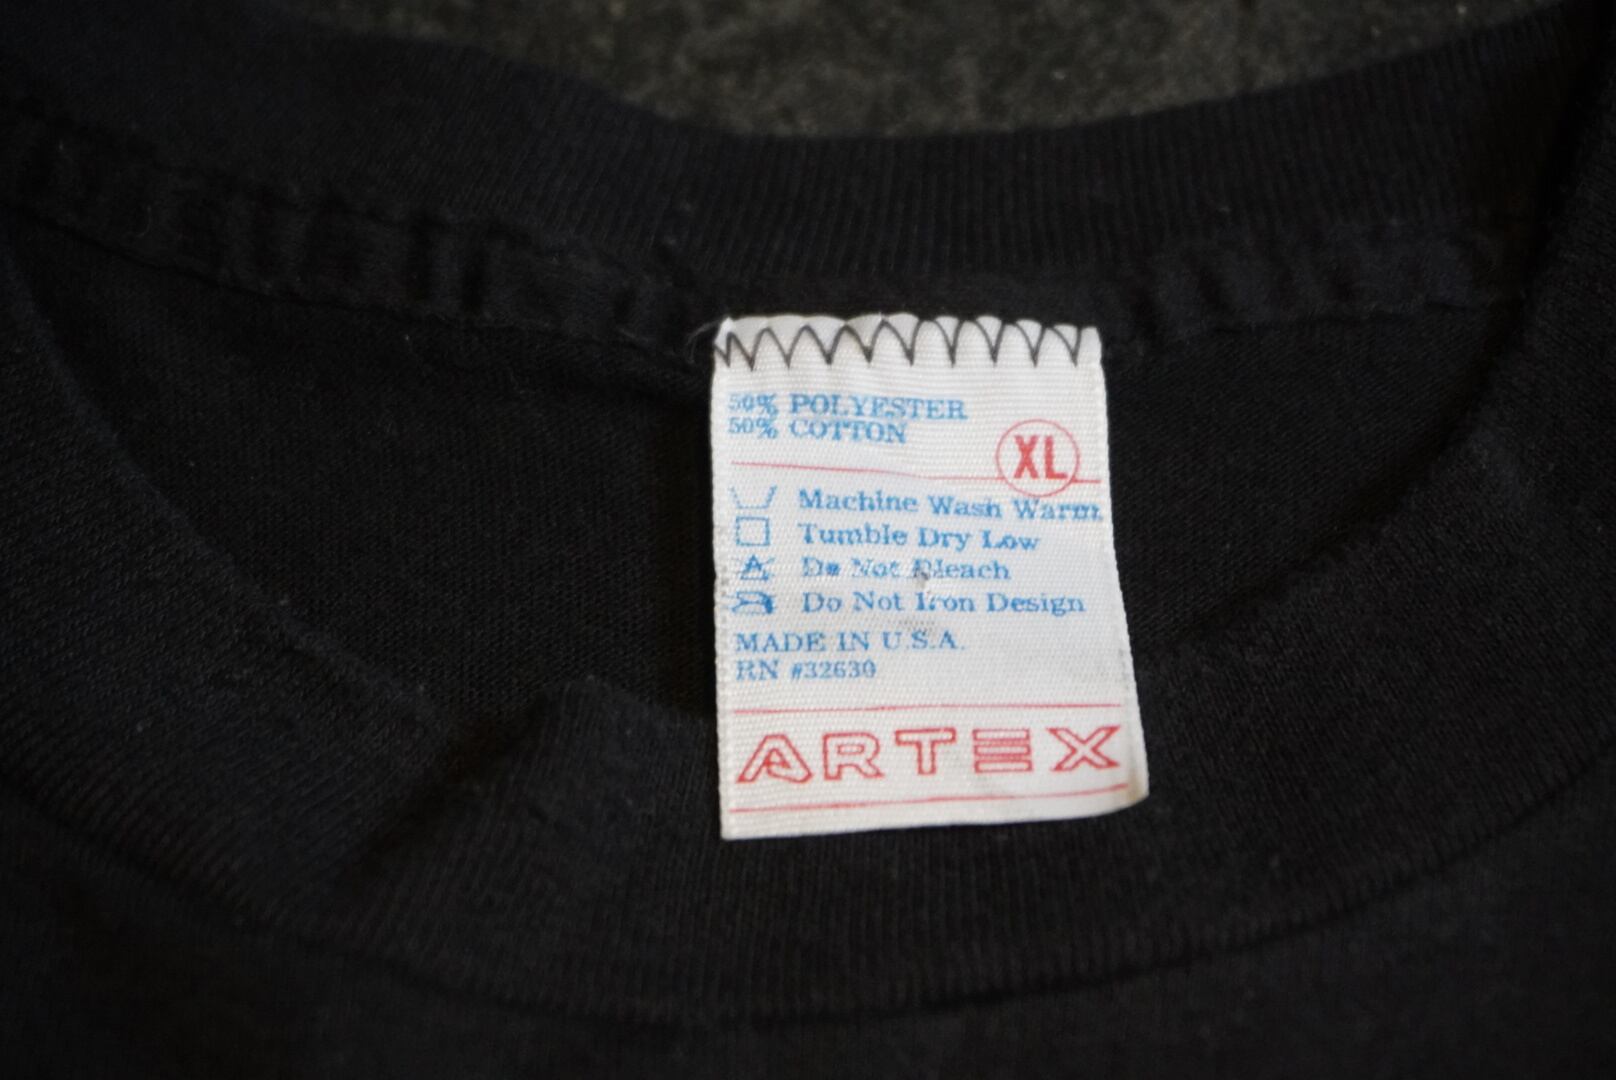 50% POLYESTER
50% COTTON
XL
Machine Wash Warm
Tumble Dry Low
Do Not Bleach
Do Not Iron Design
MADE IN U.S.A.
RN #32630
ARTEX